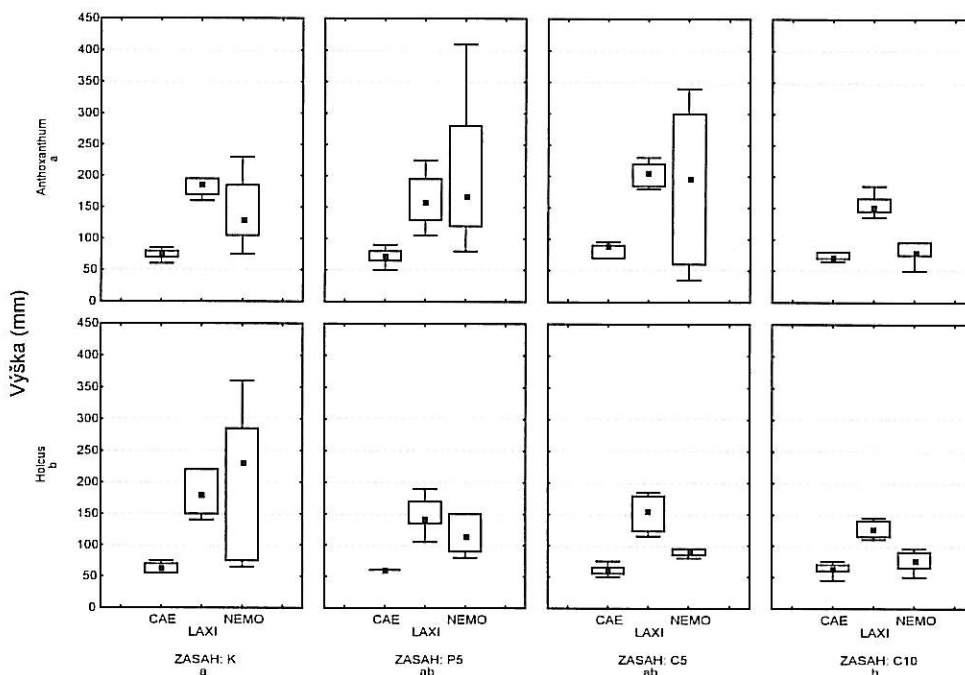 Výška (mm)
Anthoxanthum
a
450
400
350
300
250
200
150
100
50
0
Holcus
b
450
400
350
300
250
200
150
100
50
0
CAE NEMO CAE NEMO CAE NEMO CAE NEMO
LAXI LAXI LAXI LAXI
ZASAH: K ZASAH: P5 ZASAH: C5 ZASAH: C10
a ab ab b